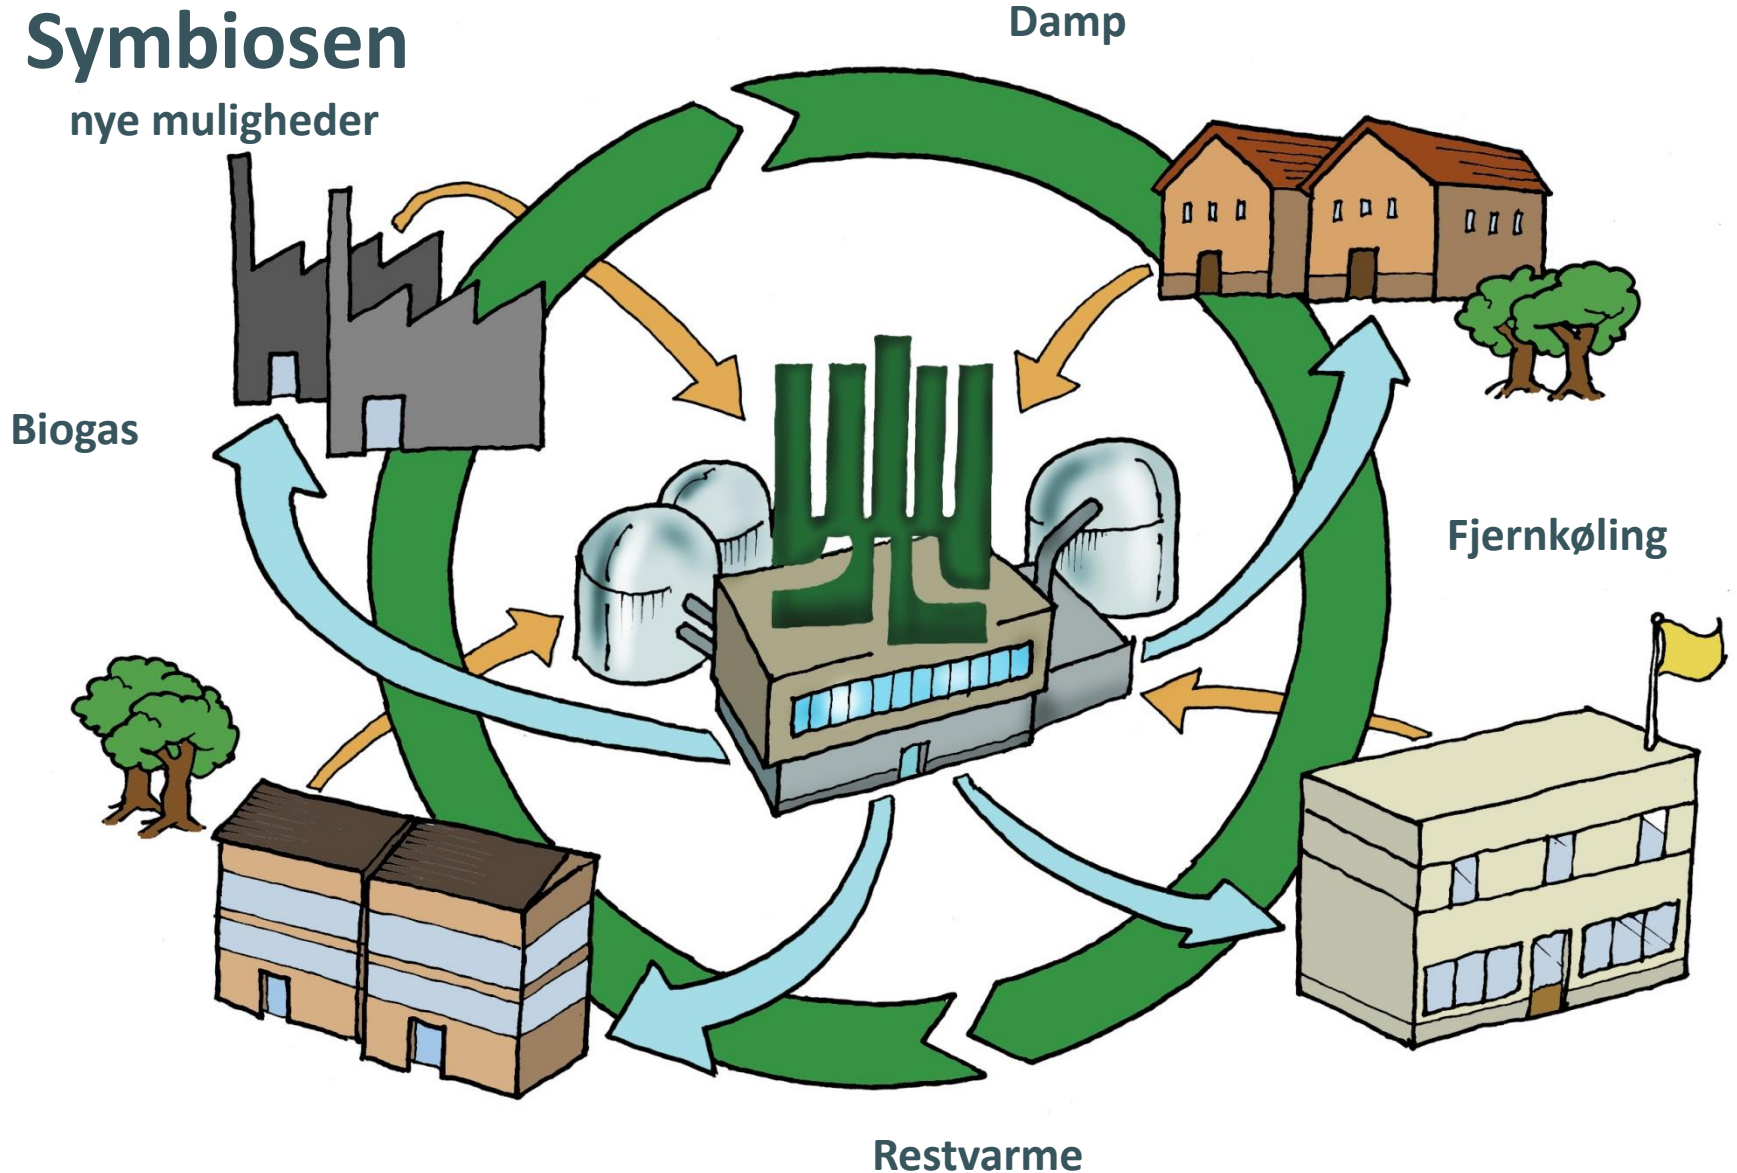 Symbiosen
nye muligheder
Damp
Biogas
Fjernkøling
Restvarme